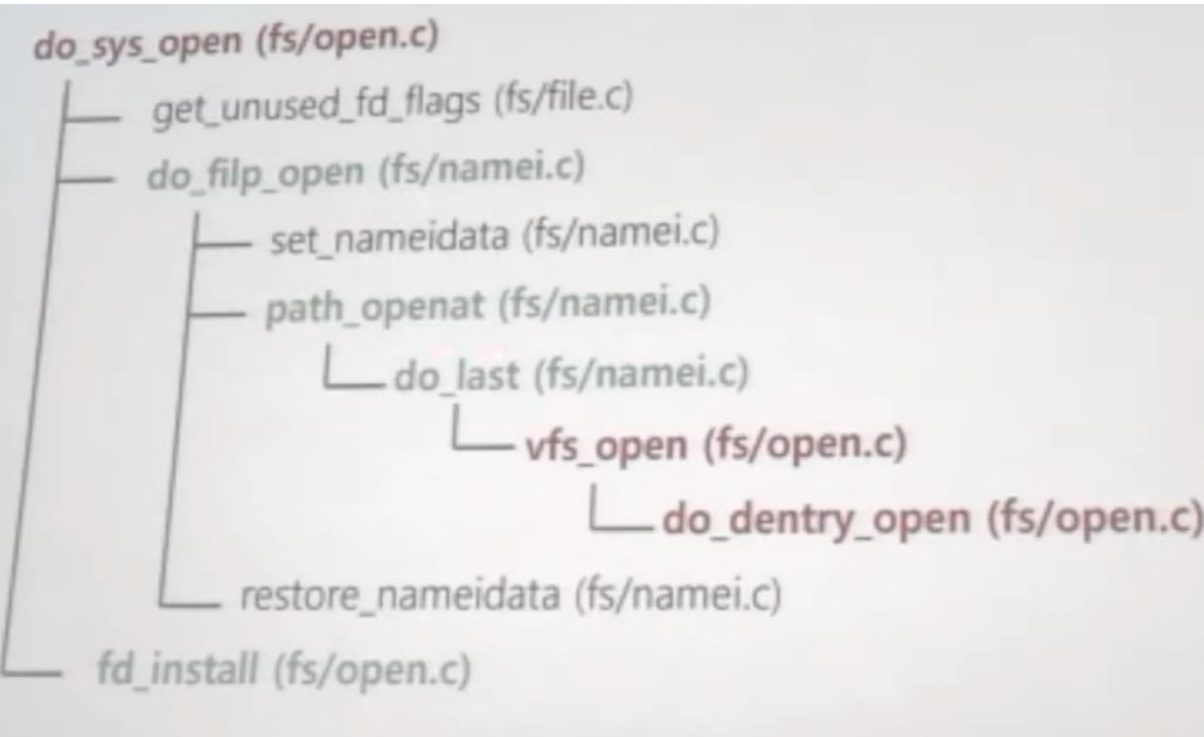 do_sys_open (fs/open.c)
get_unused_fd_flags (fs/file.c)
do_filp_open (fs/namei.c)
set_nameidata (fs/namei.c)
path_openat (fs/namei.c)
do_last (fs/namei.c)
vfs_open (fs/open.c)
do_dentry_open (fs/open.c)
restore_nameidata (fs/namei.c)
fd_install (fs/open.c)